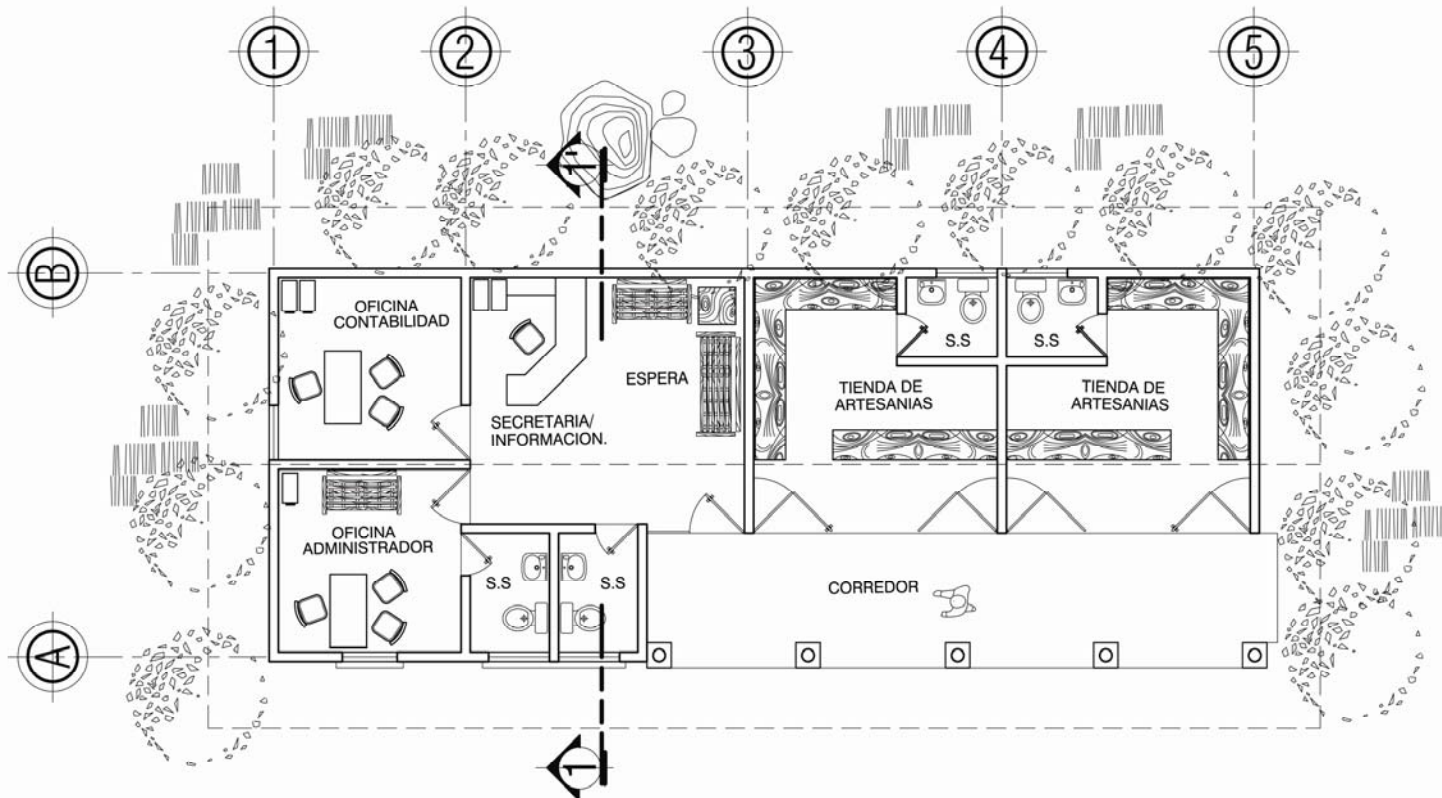 1
2
3
4
5
1'
B
OFICINA
CONTABILIDAD
S.S
S.S
ESPERA
TIENDA DE
ARTESANIAS
TIENDA DE
ARTESANIAS
SECRETARIA/
INFORMACION.
OFICINA
ADMINISTRADOR
S.S
S.S
CORREDOR
A
1